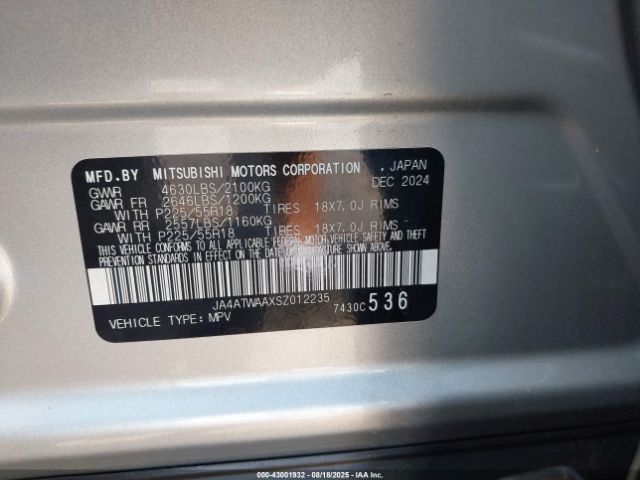 MFD.BY MITSUBISHI MOTORS CORPORATION , JAPAN
GVWR 4630LBS/2100KG DEC 2024
GAWR FR 2646LBS/1200KG
WITH P225/55R18 TIRES 18X7.0J RIMS
GAWR RR 2557LBS/1160KG
WITH P225/55R18 TIRES 18X7.0J RIMS
THIS VEHICLE CONFORMS TO ALL APPLICABLE FEDERAL MOTOR VEHICLE SAFETY AND THEFT
PREVENTION STANDARDS IN EFFECT ON THE DATE OF MANUFACTURE SHOWN ABOVE.
JA4ATWAAXSZ012235 7430C 536
VEHICLE TYPE: MPV
000-43001932 - 08/18/2025 - IAAI.COM